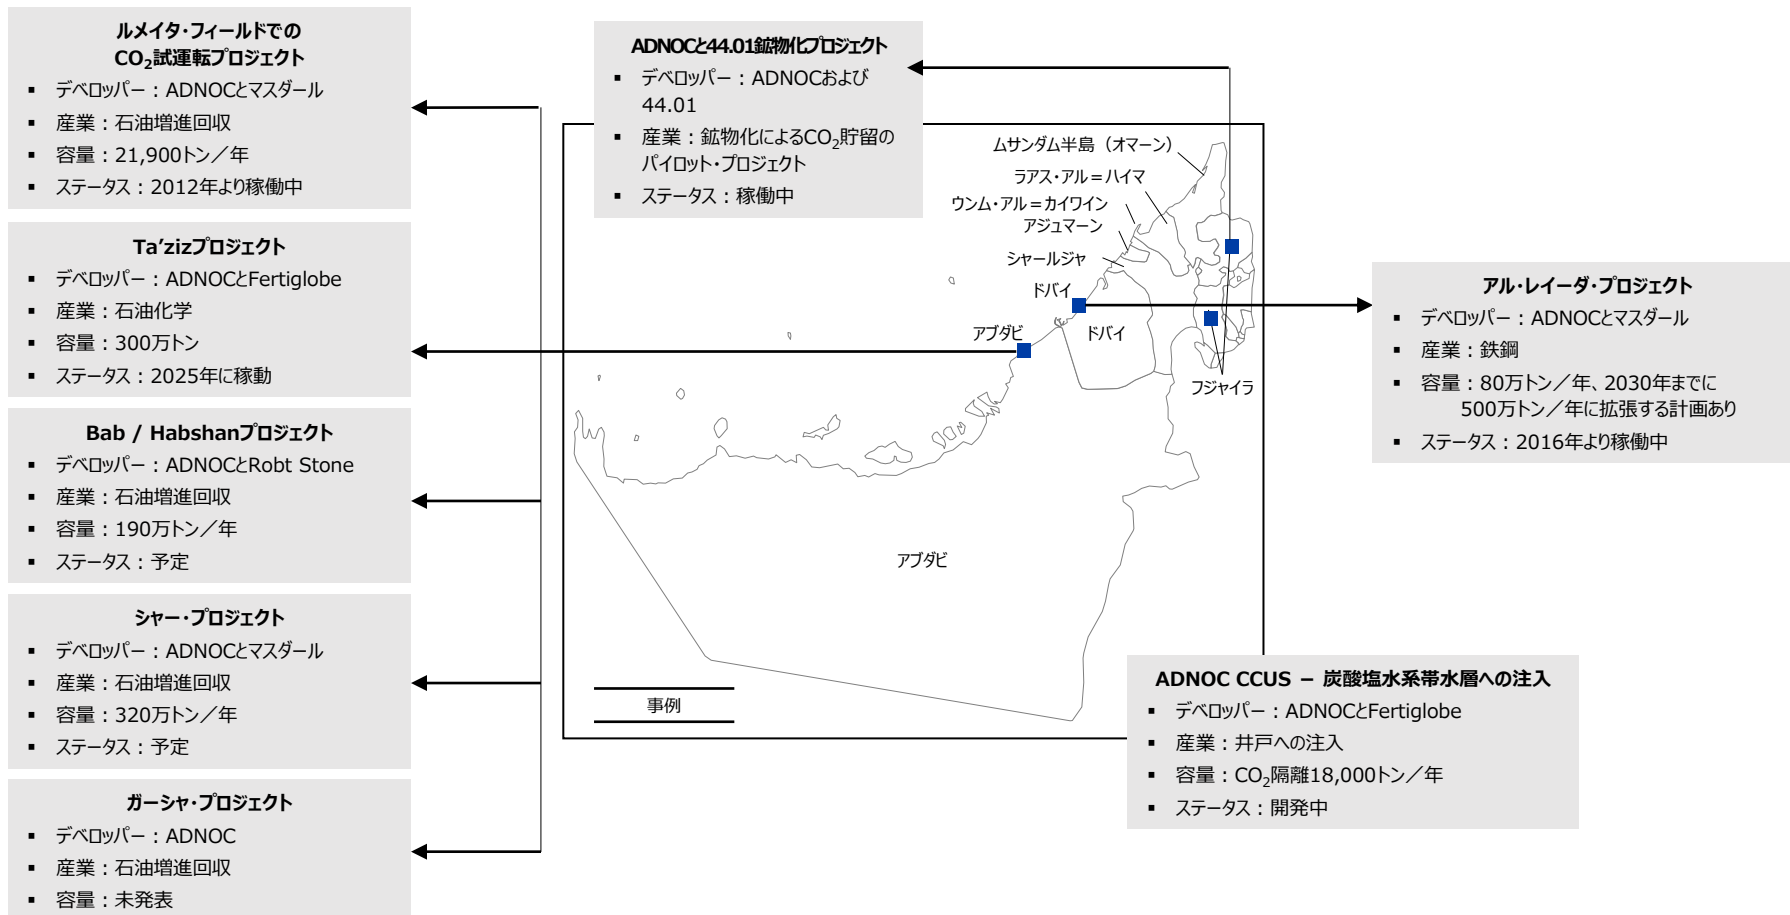 ルメイタ・フィールドでの
CO₂試運転プロジェクト
▪ デベロッパー：ADNOCとマスダール
▪ 産業：石油増進回収
▪ 容量：21,900トン／年
▪ ステータス：2012年より稼働中
Ta’zizプロジェクト
▪ デベロッパー：ADNOCとFertiglobe
▪ 産業：石油化学
▪ 容量：300万トン
▪ ステータス：2025年に稼動
Bab / Habshanプロジェクト
▪ デベロッパー：ADNOCとRobt Stone
▪ 産業：石油増進回収
▪ 容量：190万トン／年
▪ ステータス：予定
シャー・プロジェクト
▪ デベロッパー：ADNOCとマスダール
▪ 産業：石油増進回収
▪ 容量：320万トン／年
▪ ステータス：予定
ガーシャ・プロジェクト
▪ デベロッパー：ADNOC
▪ 産業：石油増進回収
▪ 容量：未発表
ADNOCと44.01鉱物化プロジェクト
▪ デベロッパー：ADNOCおよび
44.01
▪ 産業：鉱物化によるCO₂貯留の
パイロット・プロジェクト
▪ ステータス：稼働中
ムサンダム半島（オマーン）
ラアス・アル＝ハイマ
ウンム・アル＝カイワイン
アジュマーン
シャールジャ
ドバイ
アブダビ
ドバイ
フジャイラ
アブダビ
事例
アル・レイーダ・プロジェクト
▪ デベロッパー：ADNOCとマスダール
▪ 産業：鉄鋼
▪ 容量：80万トン／年、2030年までに
500万トン／年に拡張する計画あり
▪ ステータス：2016年より稼働中
ADNOC CCUS － 炭酸塩水系帯水層への注入
▪ デベロッパー：ADNOCとFertiglobe
▪ 産業：井戸への注入
▪ 容量：CO₂隔離18,000トン／年
▪ ステータス：開発中